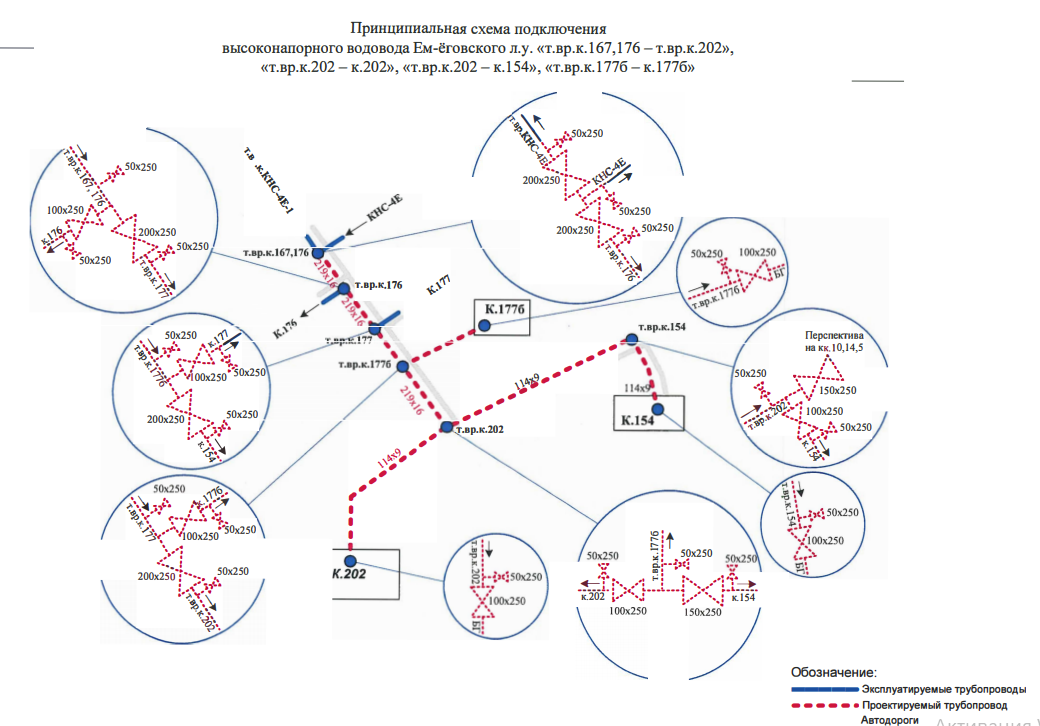 Принципиальная схема подключения
высоконапорного водовода Ем-ёговского л.у. «т.вр.к.167,176 – т.вр.к.202»,
«т.вр.к.202 – к.202», «т.вр.к.202 – к.154», «т.вр.к.177б – к.177б»
т.вр.к.167, 176
50x250
100x250
к.176
50x250
200x250
50x250
т.вр.к.177
т.в .к.КНС-4Е-1
КНС-4Е
т.вр.к.167,176
219x16
т.вр.к.176
219x16
К.176
К.177
т.вр.к.177
т.вр.к.177б
219x16
т.вр.к.202
К.177б
т.вр.к.154
114x9
114x9
К.154
114x9
К.202
т.вр.КНС-4Е
50x250
200x250
КНС-4Е
50x250
200x250
50x250
т.вр.к.176
50x250
100x250
БГ
т.вр.к.177б
50x250
к.177
т.вр.к.177б
100x250
50x250
200x250
50x250
к.154
Перспектива
на кк 10,14,5
50x250
150x250
т.вр.к.202
100x250
50x250
к.154
50x250
к.177б
т.вр.к.177
100x250
50x250
200x250
50x250
т.вр.к.202
т.вр.к.202
50x250
100x250
БГ
т.вр.к.177б
50x250
50x250
50x250
к.202
к.154
100x250
150x250
т.вр.к.154
50x250
100x250
БГ
Обозначение:
Эксплуатируемые трубопроводы
Проектируемый трубопровод
Автодороги